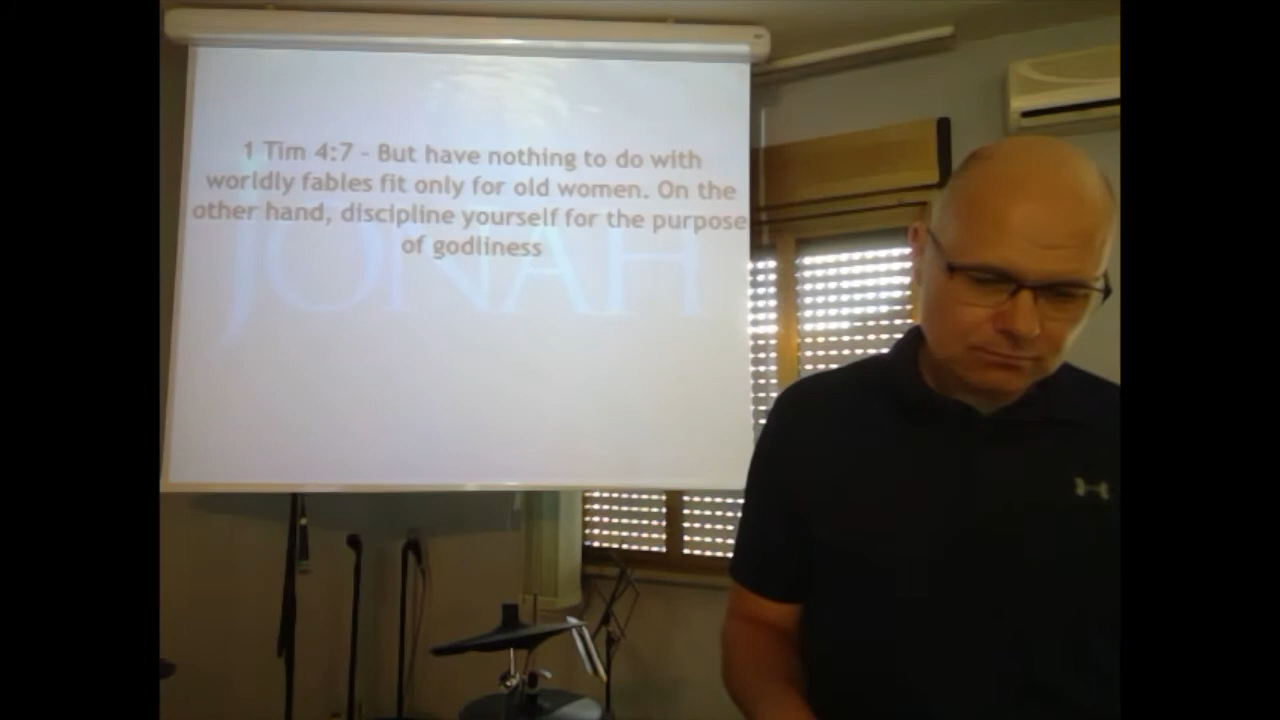 1 Tim 4:7 - But have nothing to do with
worldly fables fit only for old women. On the
other hand, discipline yourself for the purpose
of godliness
JONAH